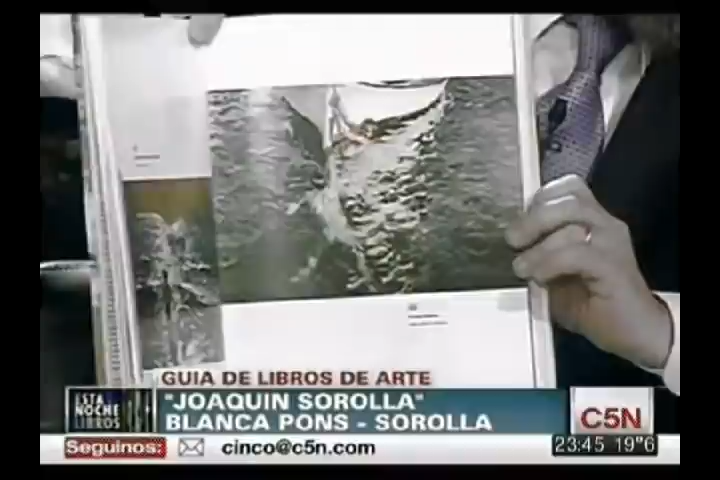 GUIA DE LIBROS DE ARTE
ESTA
NOCHE
LIBROS
"JOAQUIN SOROLLA"
BLANCA PONS - SOROLLA
C5N
Seguinos:
cinco@c5n.com
23:45 19°6